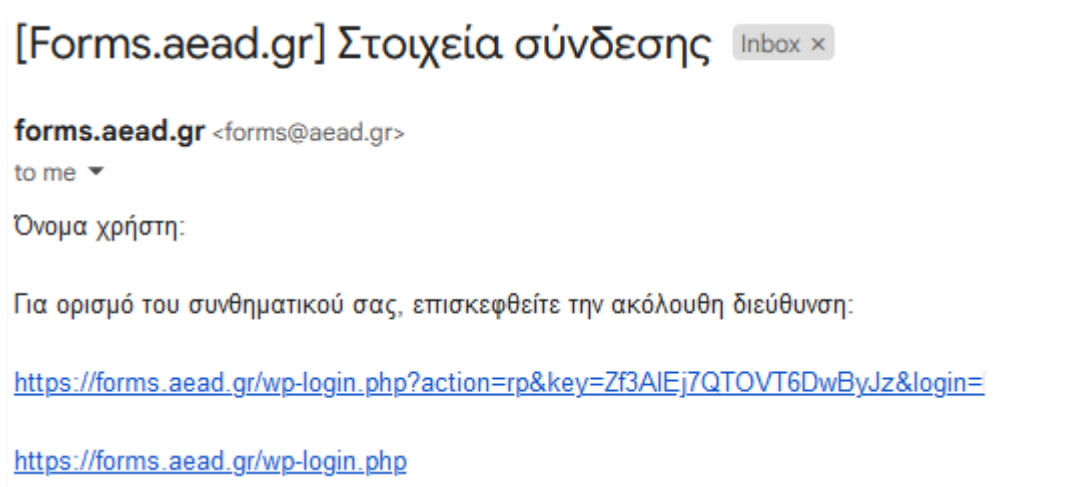 [Forms.aead.gr] Στοιχεία σύνδεσης Inbox ×
forms.aead.gr <forms@aead.gr>
to me
Όνομα χρήστη:
Για ορισμό του συνθηματικού σας, επισκεφθείτε την ακόλουθη διεύθυνση:
https://forms.aead.gr/wp-login.php?action=rp&key=Zf3AlEj7QTOVT6DwByJz&login=
https://forms.aead.gr/wp-login.php